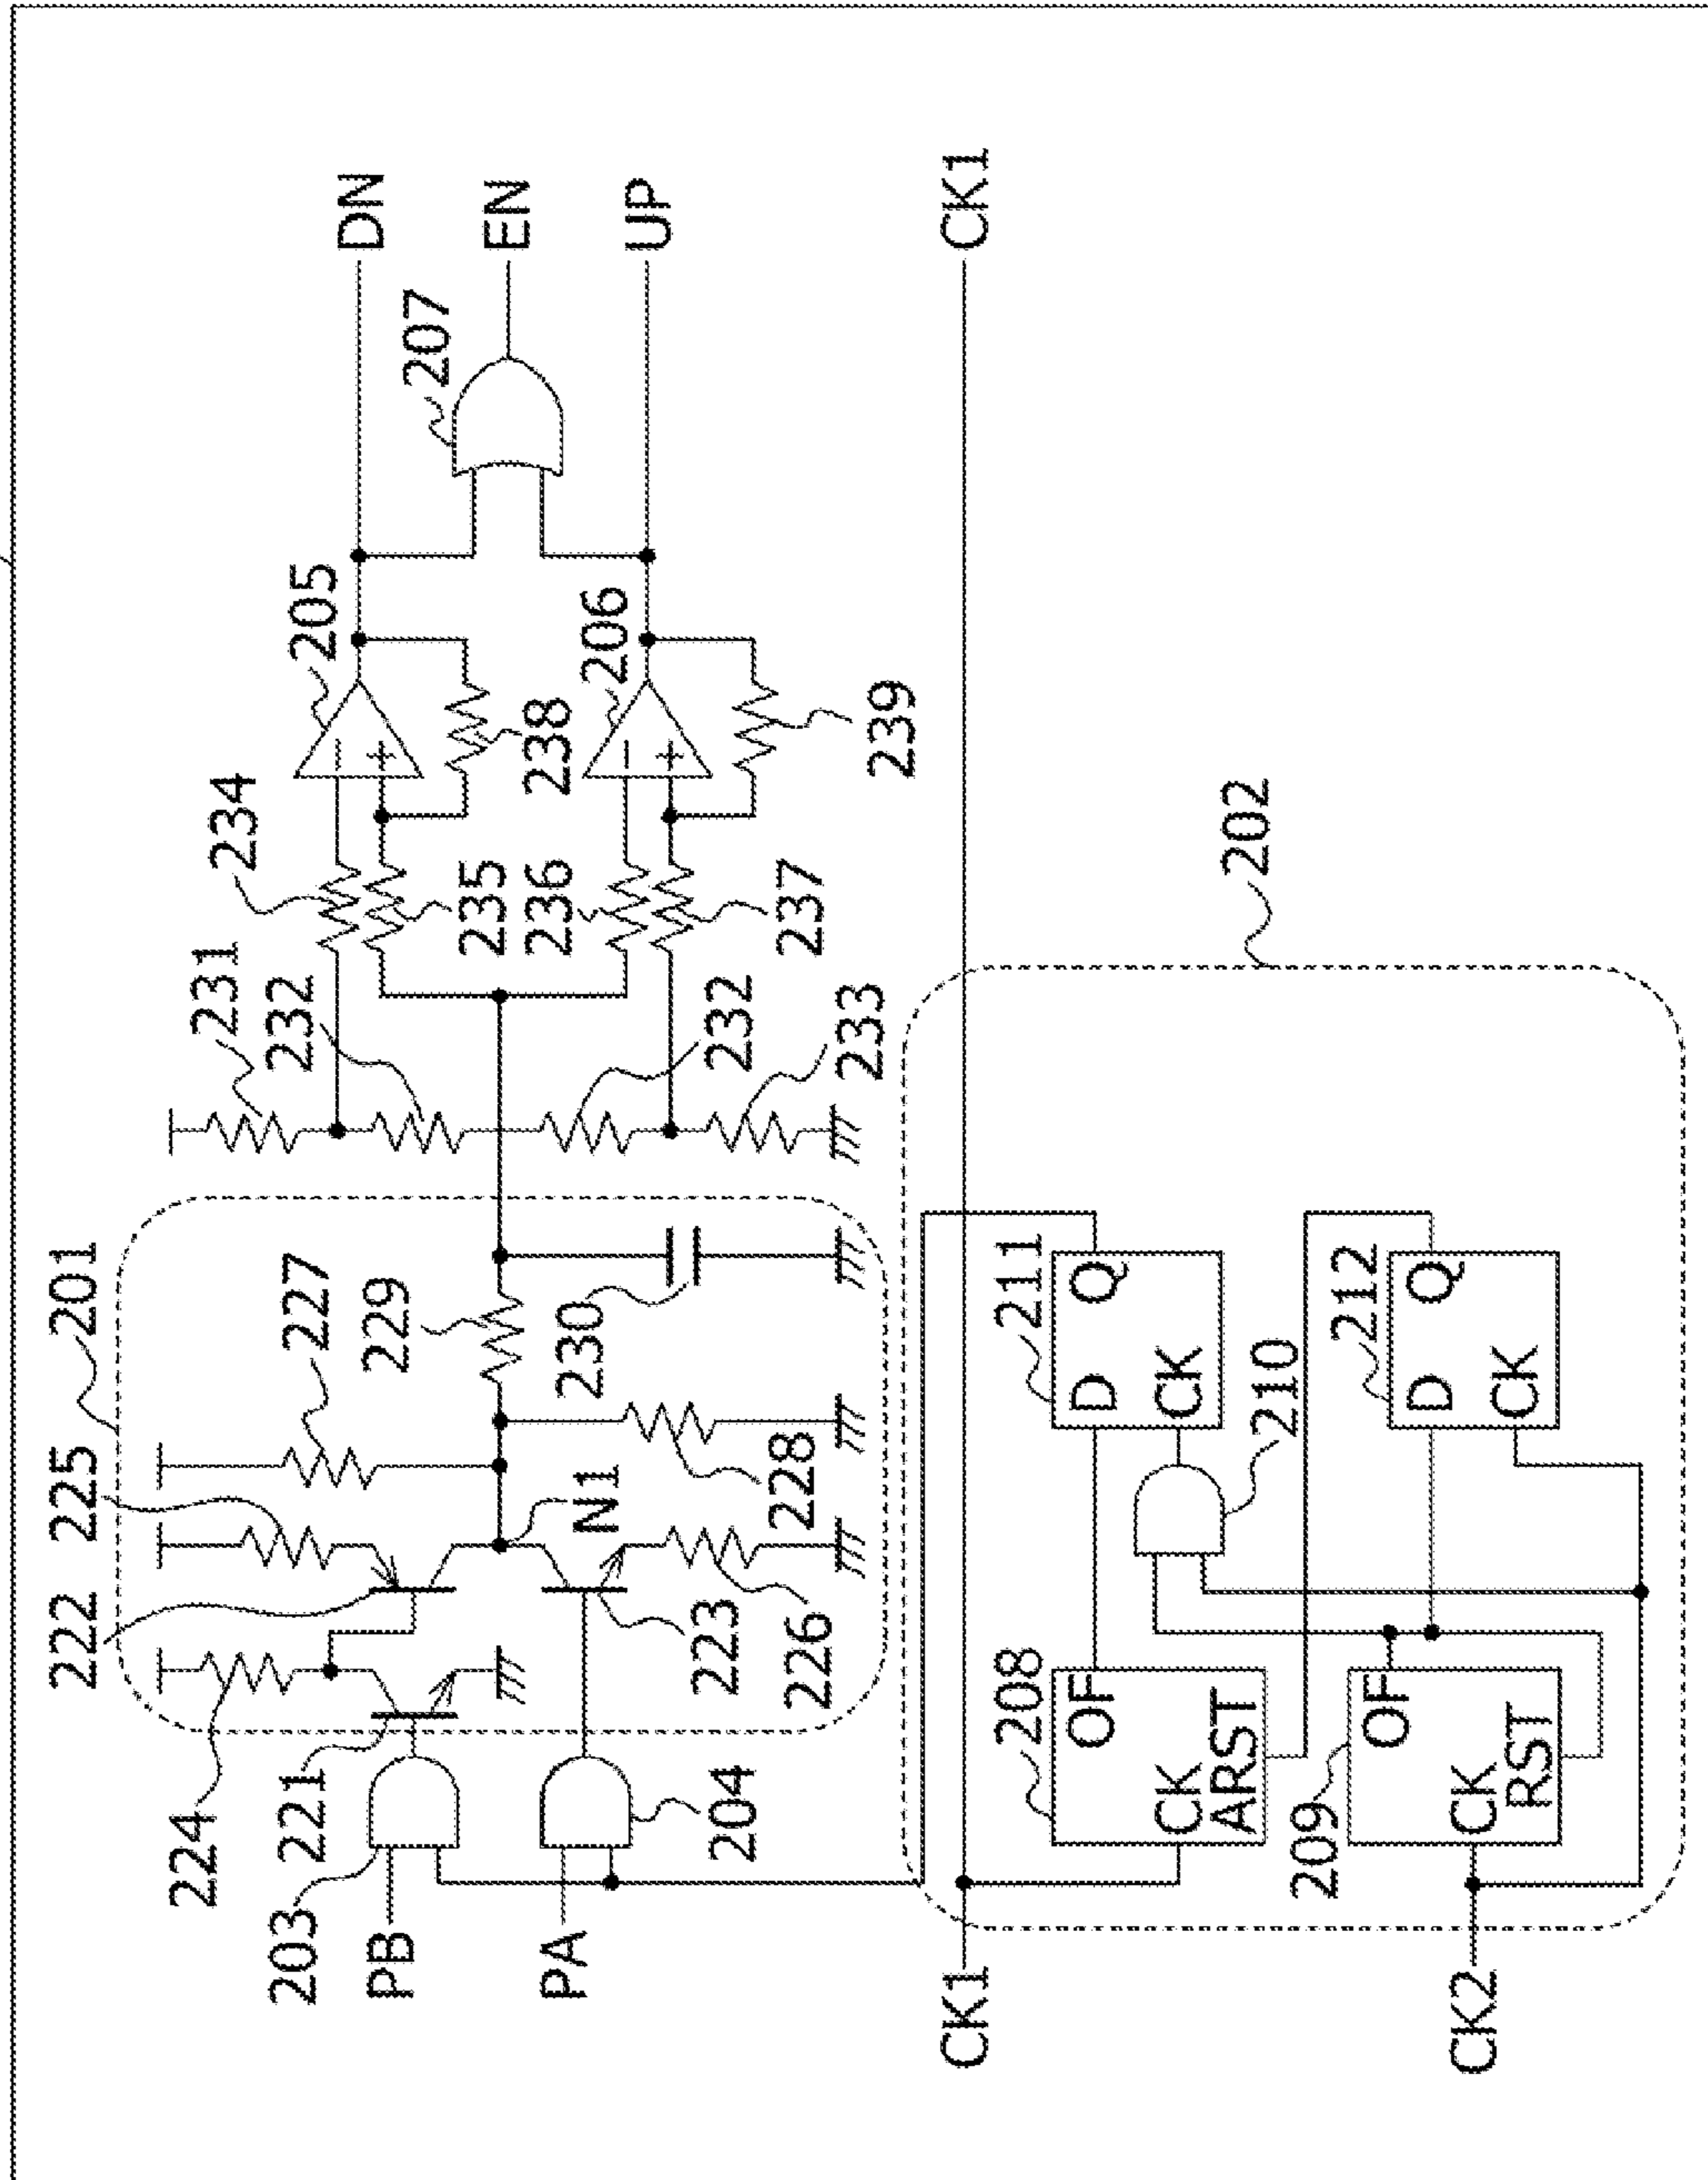 201
222
225
227
231
234
205
224
232
229
207
DN
221
203
PB
N1
235
238
EN
230
236
206
UP
PA
204
223
228
232
237
226
233
239
CK1
CK1
208
OF
211
D Q
CK
ARST
CK
202
210
209
OF
212
D Q
CK
RST
CK
CK2